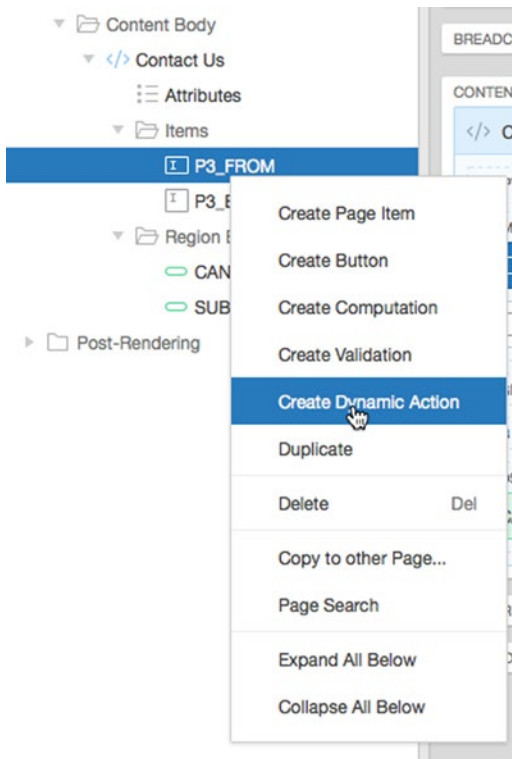 Content Body
BREADC
</> Contact Us
CONTEN
Attributes
</> C
Items
P3_FROM
P3_E
Create Page Item
Region B
Create Button
CAN
Create Computation
SUB
Post-Rendering
Create Validation
Create Dynamic Action
Duplicate
Delete Del
Copy to other Page...
Page Search
Expand All Below
Collapse All Below